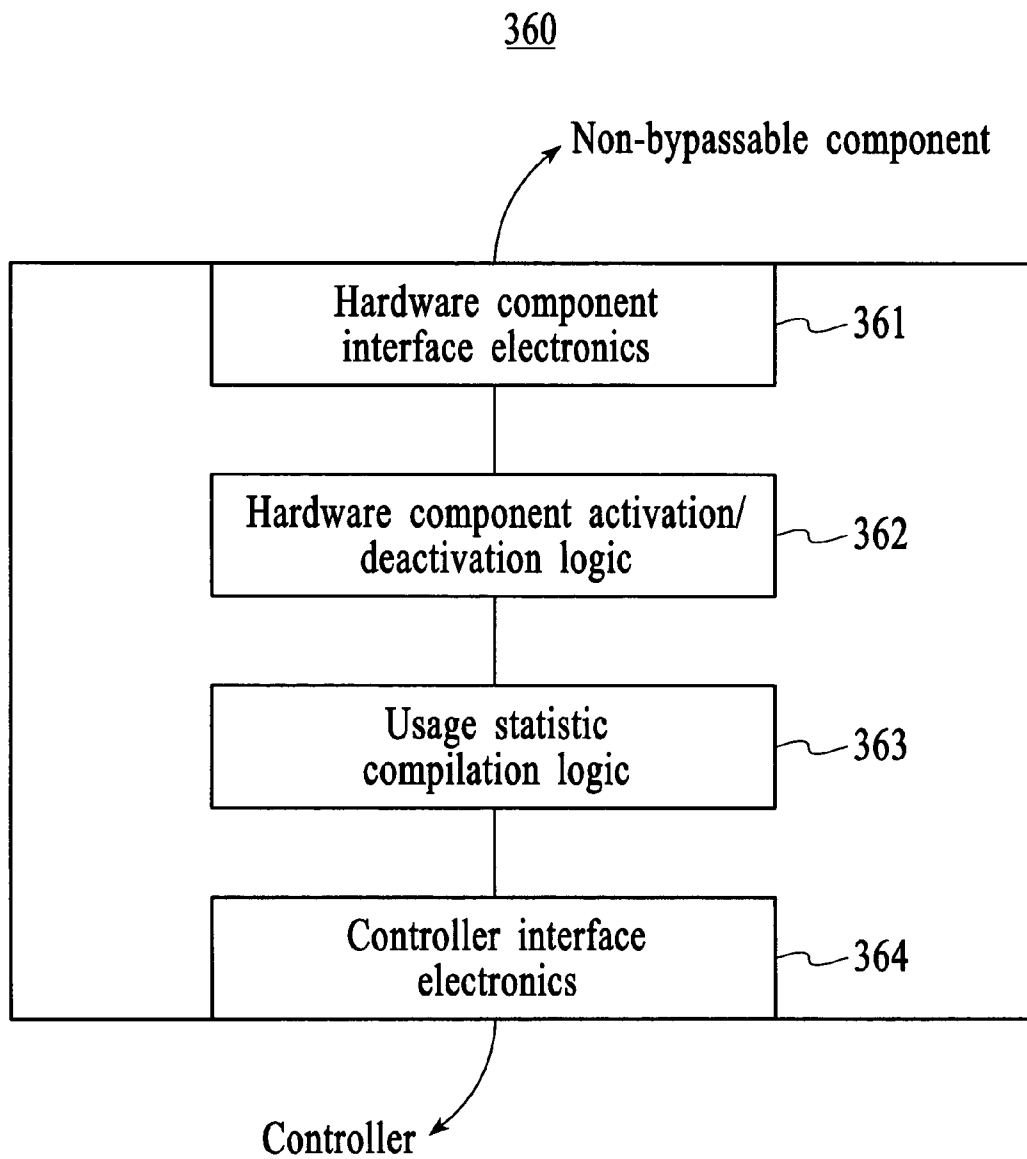 360
Non-bypassable component
Hardware component
interface electronics
361
Hardware component activation/
deactivation logic
362
Usage statistic
compilation logic
363
Controller interface
electronics
364
Controller